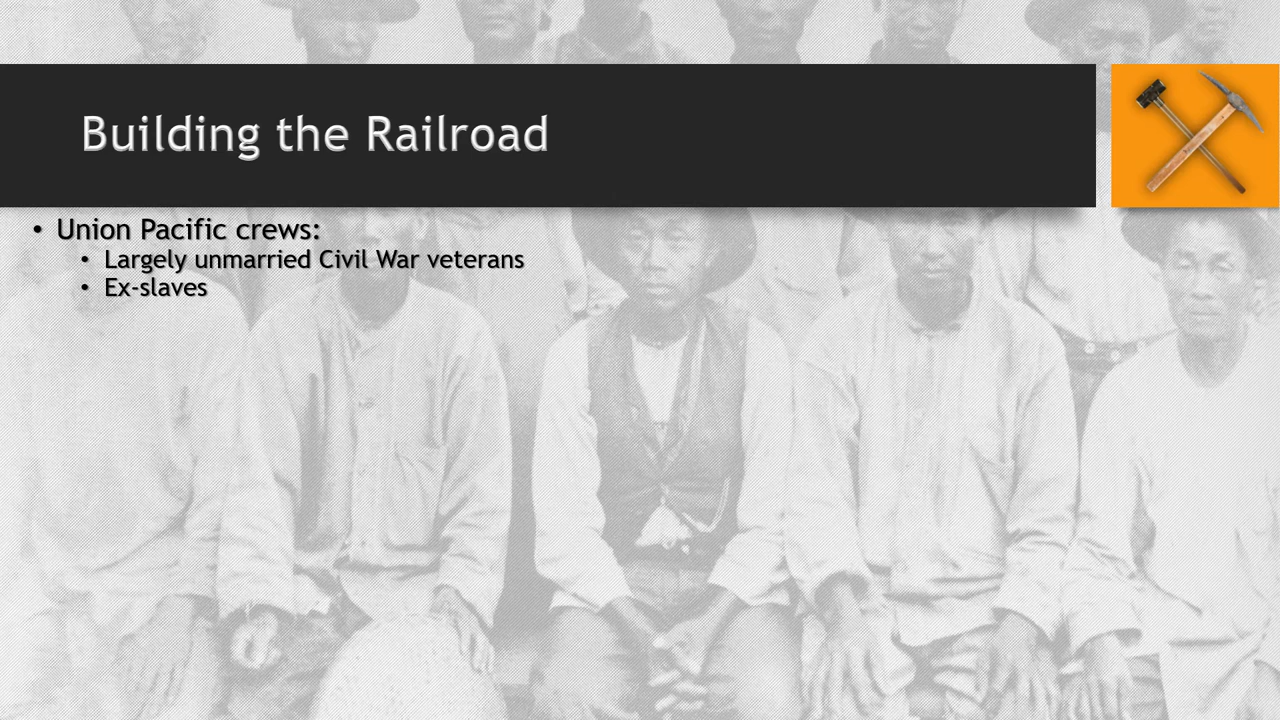 Building the Railroad
• Union Pacific crews:
• Largely unmarried Civil War veterans
• Ex-slaves